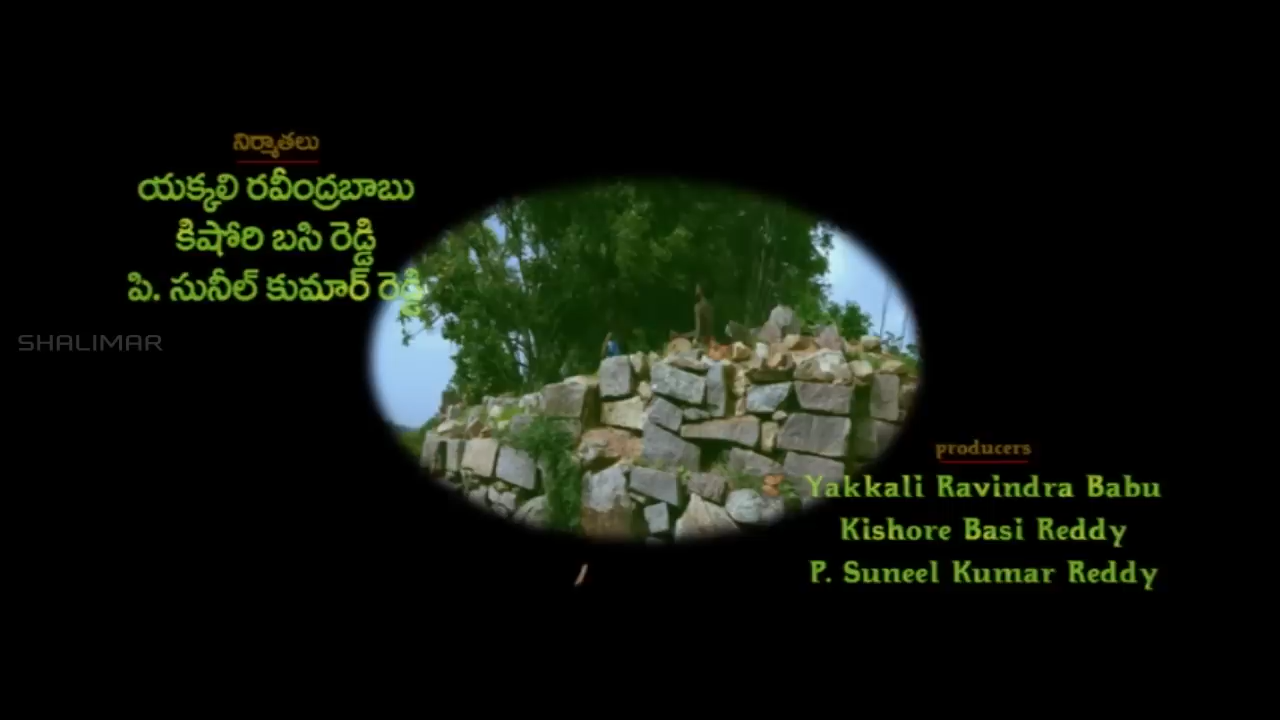 నిర్మాతలు
యక్కలి రవీంద్రబాబు
కిషోరి బసి రెడ్డి
పి. సునీల్ కుమార్ రెడ్డి
SHALIMAR
producers
Yakkali Ravindra Babu
Kishore Basi Reddy
P. Suneel Kumar Reddy